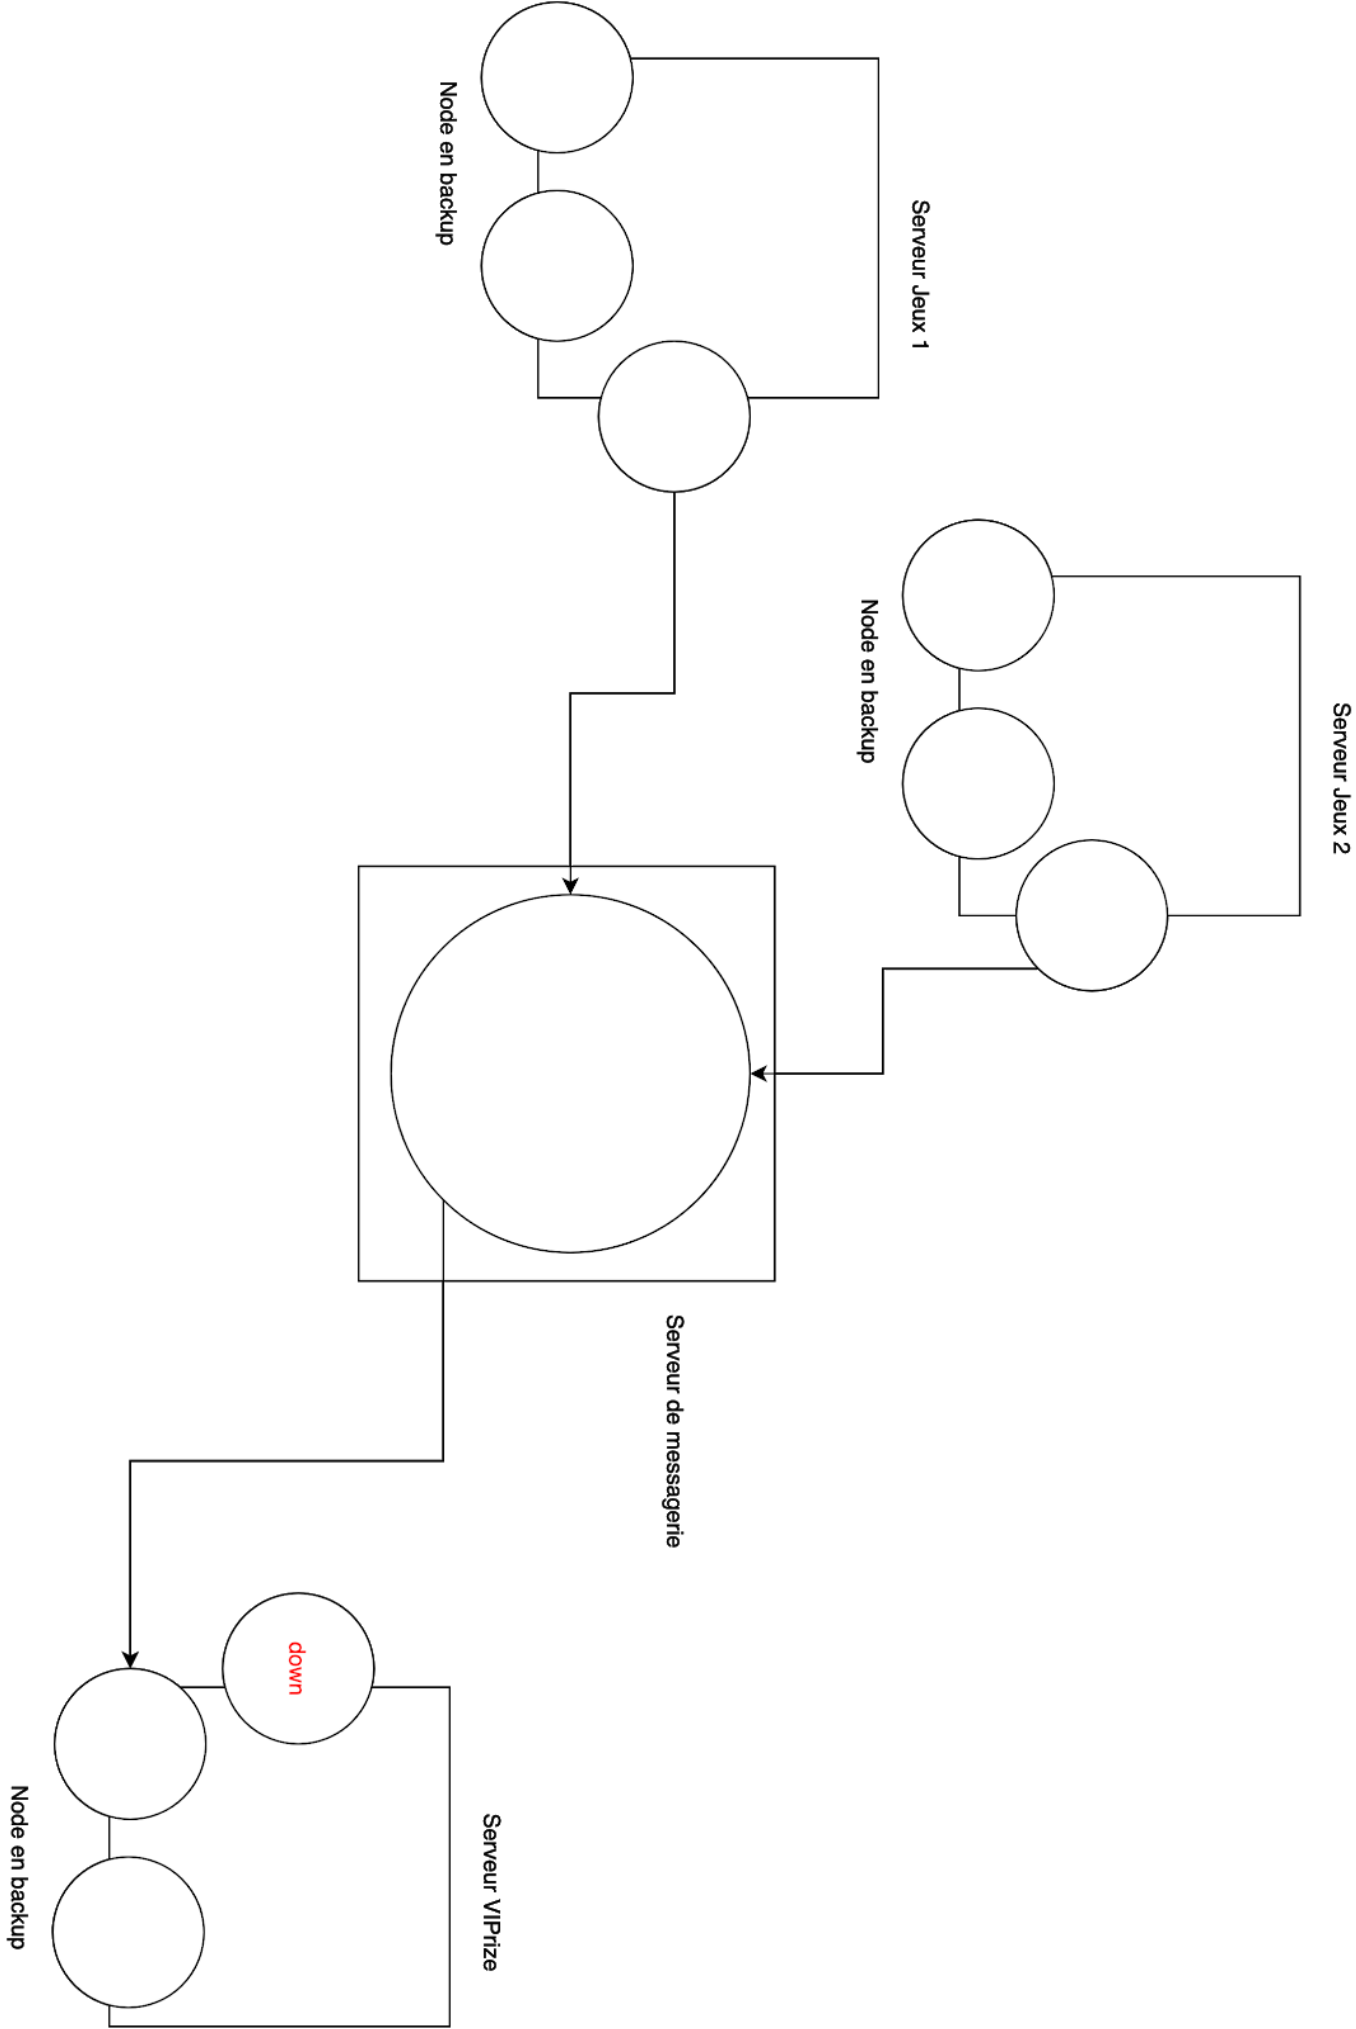 Serveur Jeux 2
Serveur Jeux 1
Node en backup
Node en backup
Serveur de messagerie
down
Serveur VIPrize
Node en backup